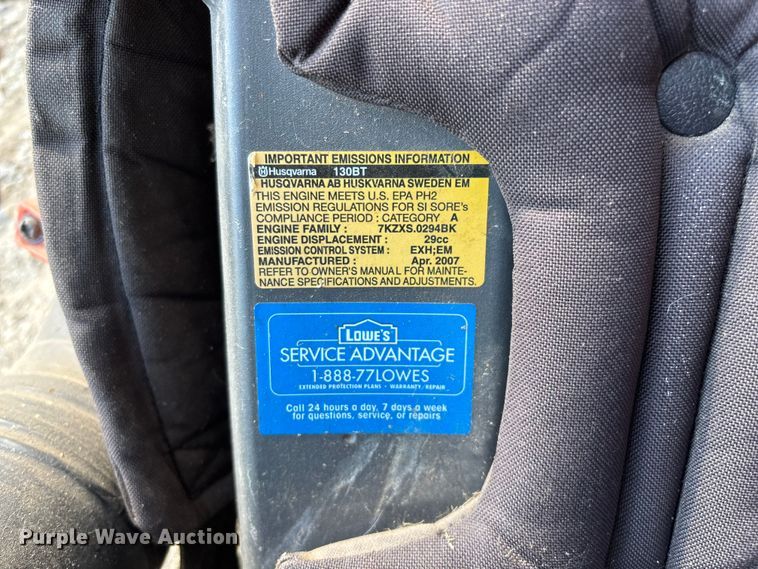 IMPORTANT EMISSIONS INFORMATION
Husqvarna 130BT
HUSQVARNA AB HUSKVARNA SWEDEN EM
THIS ENGINE MEETS U.S. EPA PH2
EMISSION REGULATIONS FOR SI SORE's
COMPLIANCE PERIOD : CATEGORY A
ENGINE FAMILY : 7KZXS.0294BK
ENGINE DISPLACEMENT : 29cc
EMISSION CONTROL SYSTEM : EXH;EM
MANUFACTURED : Apr. 2007
REFER TO OWNER'S MANUAL FOR MAINTE-
NANCE SPECIFICATIONS AND ADJUSTMENTS.
LOWE'S
SERVICE ADVANTAGE
1-888-77LOWES
EXTENDED PROTECTION PLANS • WARRANTY REPAIR
Call 24 hours a day, 7 days a week
for questions, service, or repairs
Purple Wave Auction